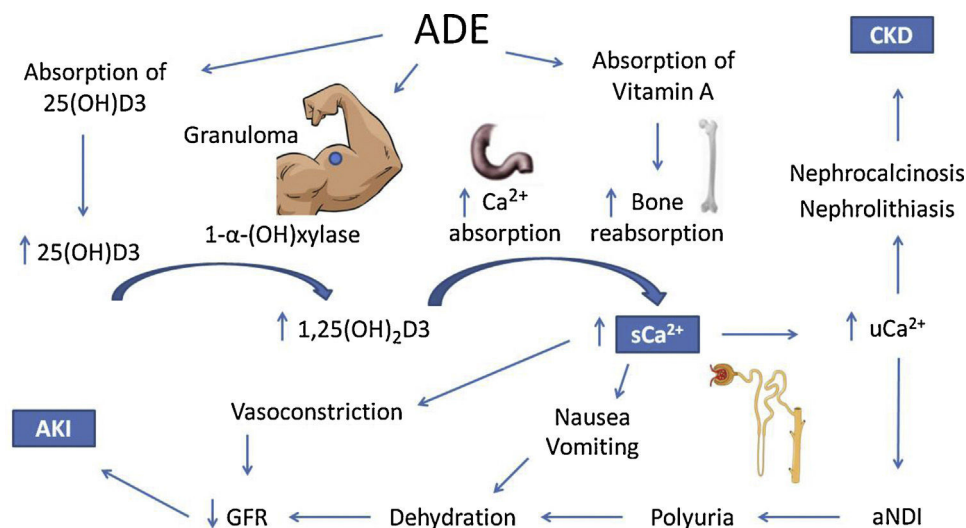 ADE
CKD
Absorption of
25(OH)D3
Absorption of
Vitamin A
Granuloma
Nephrocalcinosis
Nephrolithiasis
↑ Ca²⁺
absorption
↑ Bone
reabsorption
↑ 25(OH)D3
1-α-(OH)xylase
↑ 1,25(OH)₂D3
↑ sCa²⁺
↑ uCa²⁺
Vasoconstriction
Nausea
Vomiting
AKI
↓ GFR
Dehydration
Polyuria
aNDI